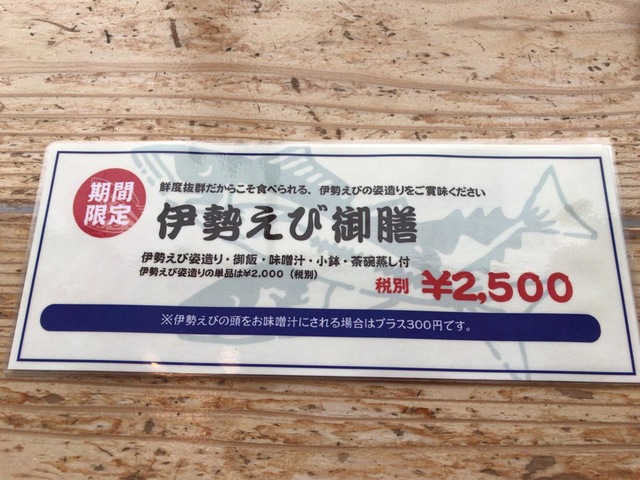 期間
限定
鮮度抜群だからこそ食べられる、伊勢えびの姿造りをご賞味ください
伊勢えび御膳
伊勢えび姿造り・御飯・味噌汁・小鉢・茶碗蒸し付
伊勢えび姿造りの単品は¥2,000（税別）
税別 ¥2,500
※伊勢えびの頭をお味噌汁にされる場合はプラス300円です。